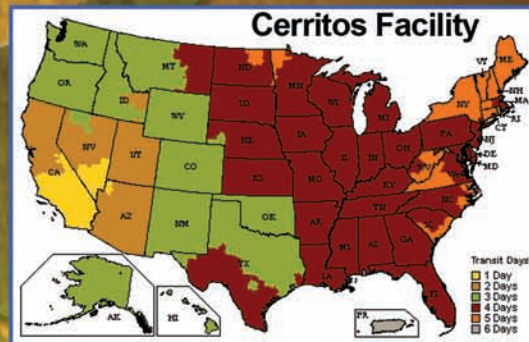 Cerritos Facility
WA
OR
MT
ID
WY
NV
UT
CA
CO
AZ
NM
ND
MN
SD
WI
MI
NE
IA
IL
IN
OH
KS
MO
KY
OK
AR
TN
TX
LA
MS
AL
GA
FL
SC
NC
PA
NY
VT
ME
NH
MA
RI
CT
NJ
DE
MD
AK
HI
PR
Transit Days
1 Day
2 Days
3 Days
4 Days
5 Days
6 Days